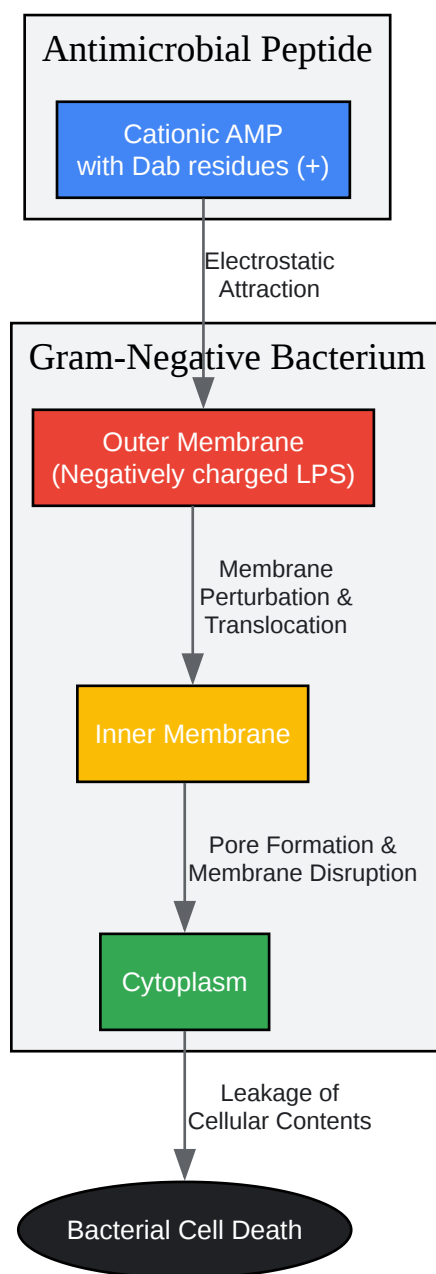 Antimicrobial Peptide
Cationic AMP
with Dab residues (+)
Electrostatic
Attraction
Gram-Negative Bacterium
Outer Membrane
(Negatively charged LPS)
Membrane
Perturbation &
Translocation
Inner Membrane
Pore Formation &
Membrane Disruption
Cytoplasm
Leakage of
Cellular Contents
Bacterial Cell Death